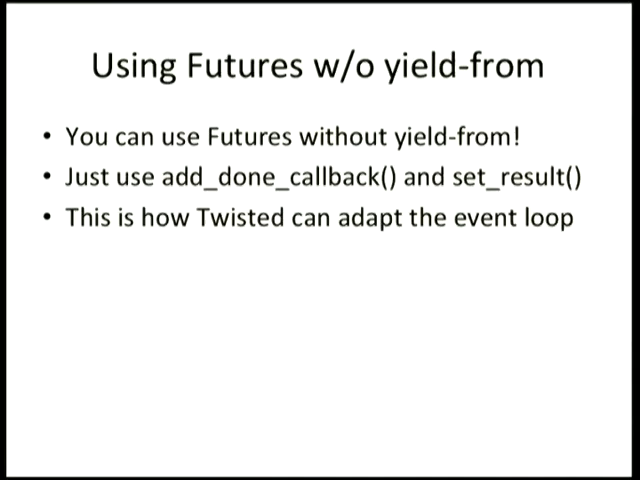 Using Futures w/o yield-from
• You can use Futures without yield-from!
• Just use add_done_callback() and set_result()
• This is how Twisted can adapt the event loop